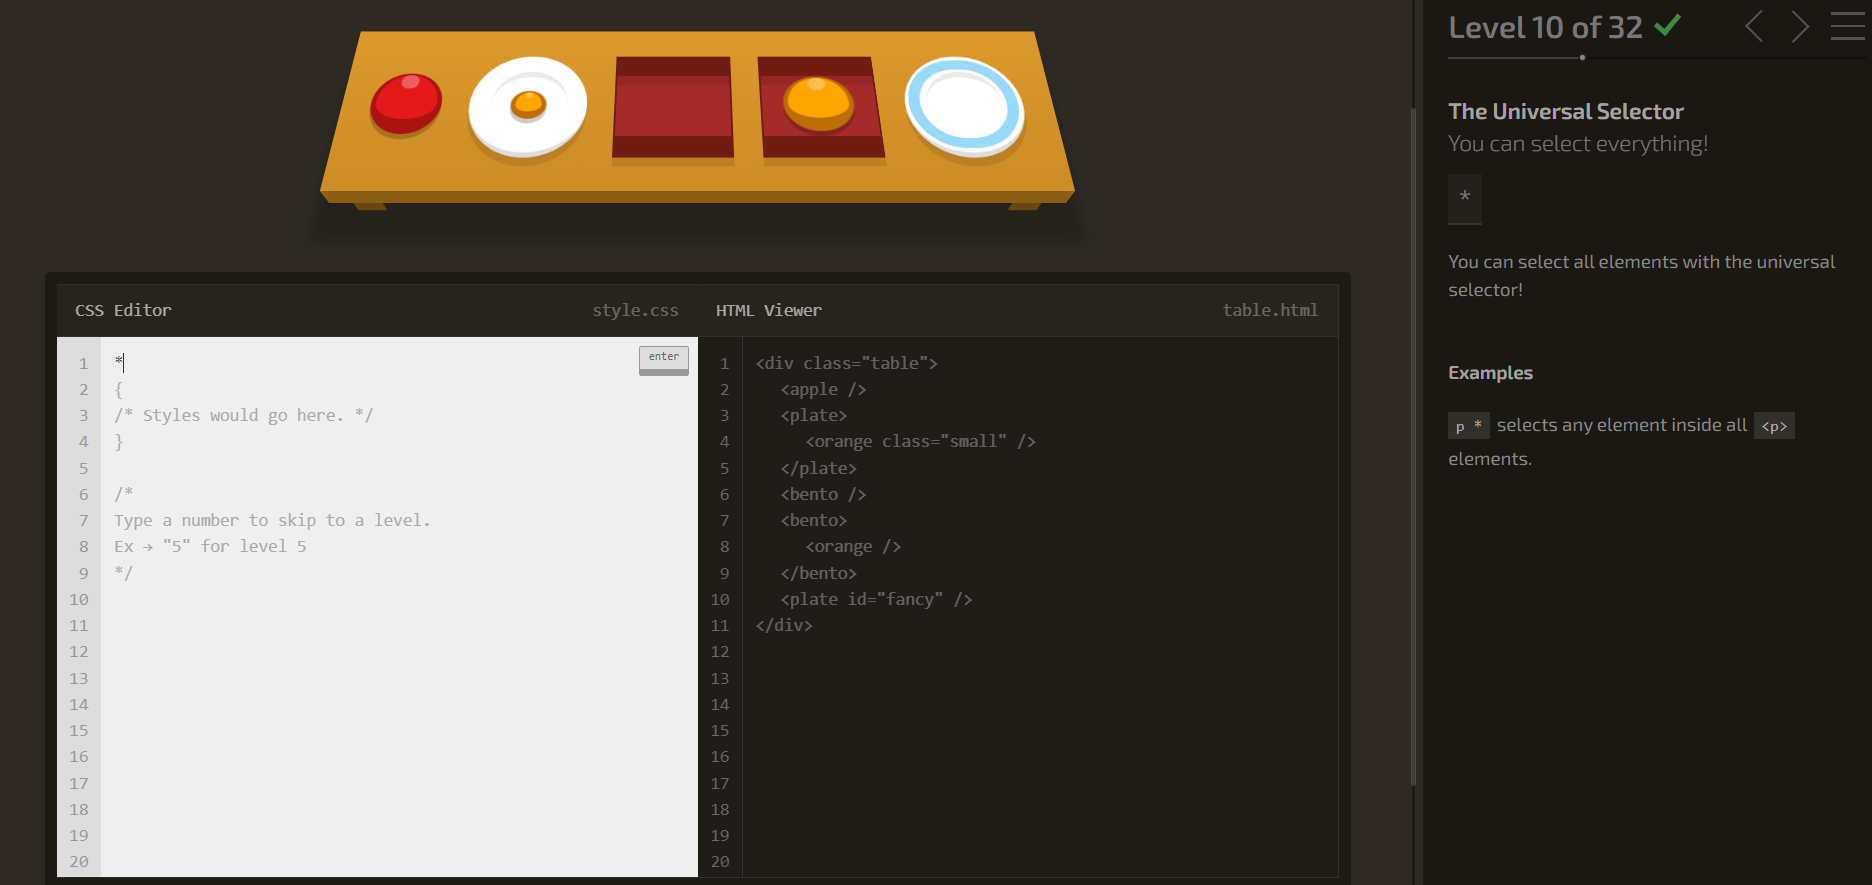 Level 10 of 32
The Universal Selector
You can select everything!
*
You can select all elements with the universal
selector!
Examples
p * selects any element inside all <p>
elements.
CSS Editor
style.css
1 *
enter
2 {
3 /* Styles would go here. */
4 }
5
6 /*
7 Type a number to skip to a level.
8 Ex → "5" for level 5
9 */
10
11
12
13
14
15
16
17
18
19
20
HTML Viewer
table.html
1 <div class="table">
2 <apple />
3 <plate>
4 <orange class="small" />
5 </plate>
6 <bento />
7 <bento>
8 <orange />
9 </bento>
10 <plate id="fancy" />
11 </div>
12
13
14
15
16
17
18
19
20